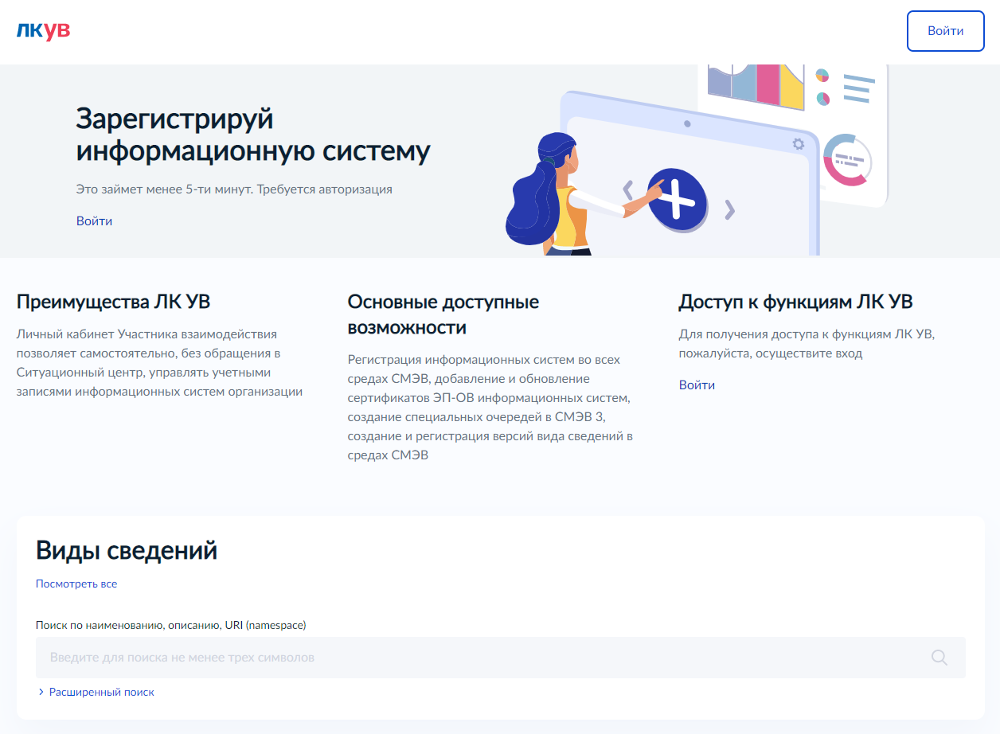 ЛКУВ
Войти
Зарегистрируй
информационную систему
Это займет менее 5-ти минут. Требуется авторизация
Войти
Преимущества ЛК УВ
Личный кабинет Участника взаимодействия
позволяет самостоятельно, без обращения в
Ситуационный центр, управлять учетными
записями информационных систем организации
Основные доступные
возможности
Регистрация информационных систем во всех
средах СМЭВ, добавление и обновление
сертификатов ЭП-ОВ информационных систем,
создание специальных очередей в СМЭВ 3,
создание и регистрация версий вида сведений в
средах СМЭВ
Доступ к функциям ЛК УВ
Для получения доступа к функциям ЛК УВ,
пожалуйста, осуществите вход
Войти
Виды сведений
Посмотреть все
Поиск по наименованию, описанию, URI (namespace)
Введите для поиска не менее трех символов
Расширенный поиск